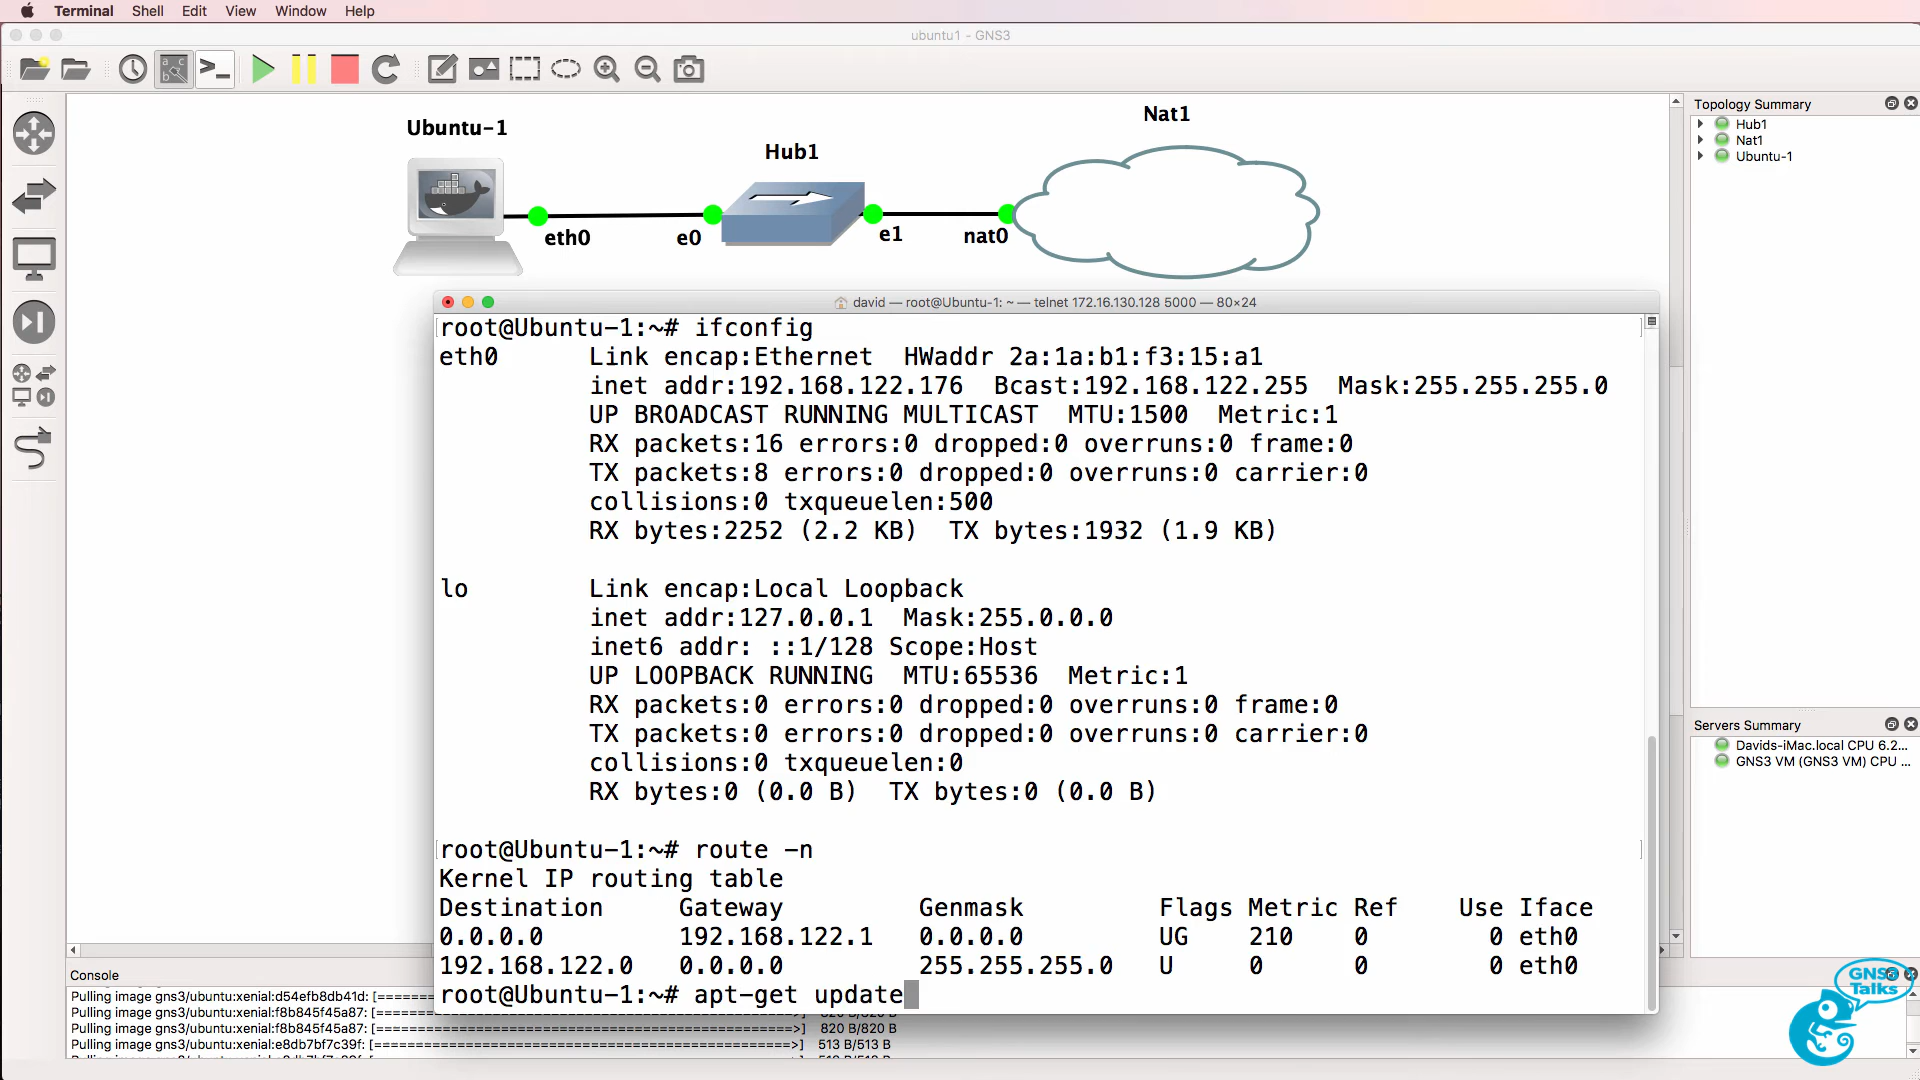 Terminal Shell Edit View Window Help
ubuntu1 - GNS3
Ubuntu-1
Hub1
Nat1
eth0
e0
e1
nat0
Topology Summary
Hub1
Nat1
Ubuntu-1
david — root@Ubuntu-1: ~ — telnet 172.16.130.128 5000 — 80×24
[root@Ubuntu-1:~# ifconfig ]
eth0 Link encap:Ethernet HWaddr 2a:1a:b1:f3:15:a1
inet addr:192.168.122.176 Bcast:192.168.122.255 Mask:255.255.255.0
UP BROADCAST RUNNING MULTICAST MTU:1500 Metric:1
RX packets:16 errors:0 dropped:0 overruns:0 frame:0
TX packets:8 errors:0 dropped:0 overruns:0 carrier:0
collisions:0 txqueuelen:500
RX bytes:2252 (2.2 KB) TX bytes:1932 (1.9 KB)
lo Link encap:Local Loopback
inet addr:127.0.0.1 Mask:255.0.0.0
inet6 addr: ::1/128 Scope:Host
UP LOOPBACK RUNNING MTU:65536 Metric:1
RX packets:0 errors:0 dropped:0 overruns:0 frame:0
TX packets:0 errors:0 dropped:0 overruns:0 carrier:0
collisions:0 txqueuelen:0
RX bytes:0 (0.0 B) TX bytes:0 (0.0 B)
[root@Ubuntu-1:~# route -n ]
Kernel IP routing table
Destination Gateway Genmask Flags Metric Ref Use Iface
0.0.0.0 192.168.122.1 0.0.0.0 UG 210 0 0 eth0
192.168.122.0 0.0.0.0 255.255.255.0 U 0 0 0 eth0
root@Ubuntu-1:~# apt-get update
Servers Summary
Davids-iMac.local CPU 6.2...
GNS3 VM (GNS3 VM) CPU ...
Console
Pulling image gns3/ubuntu:xenial:d54efb8db41d: [=======
Pulling image gns3/ubuntu:xenial:f8b845f45a87: [=======
Pulling image gns3/ubuntu:xenial:f8b845f45a87: [==================================================>] 820 B/820 B
Pulling image gns3/ubuntu:xenial:e8db7bf7c39f: [==================================================>] 513 B/513 B
GNS3
Talks